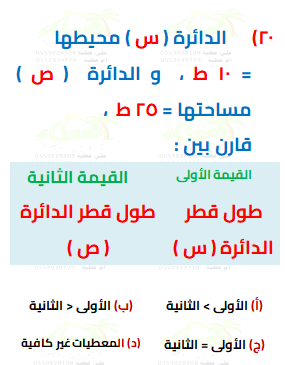 ٢٠) الدائرة ( س ) محيطها
= ١٠ ط ، و الدائرة ( ص )
مساحتها = ٢٥ ط ،
قارن بين :
القيمة الأولى القيمة الثانية
طول قطر طول قطر الدائرة
الدائرة ( س ) ( ص )
(أ) الأولى > الثانية (ب) الأولى < الثانية
(ج) الأولى = الثانية (د) المعطيات غير كافية